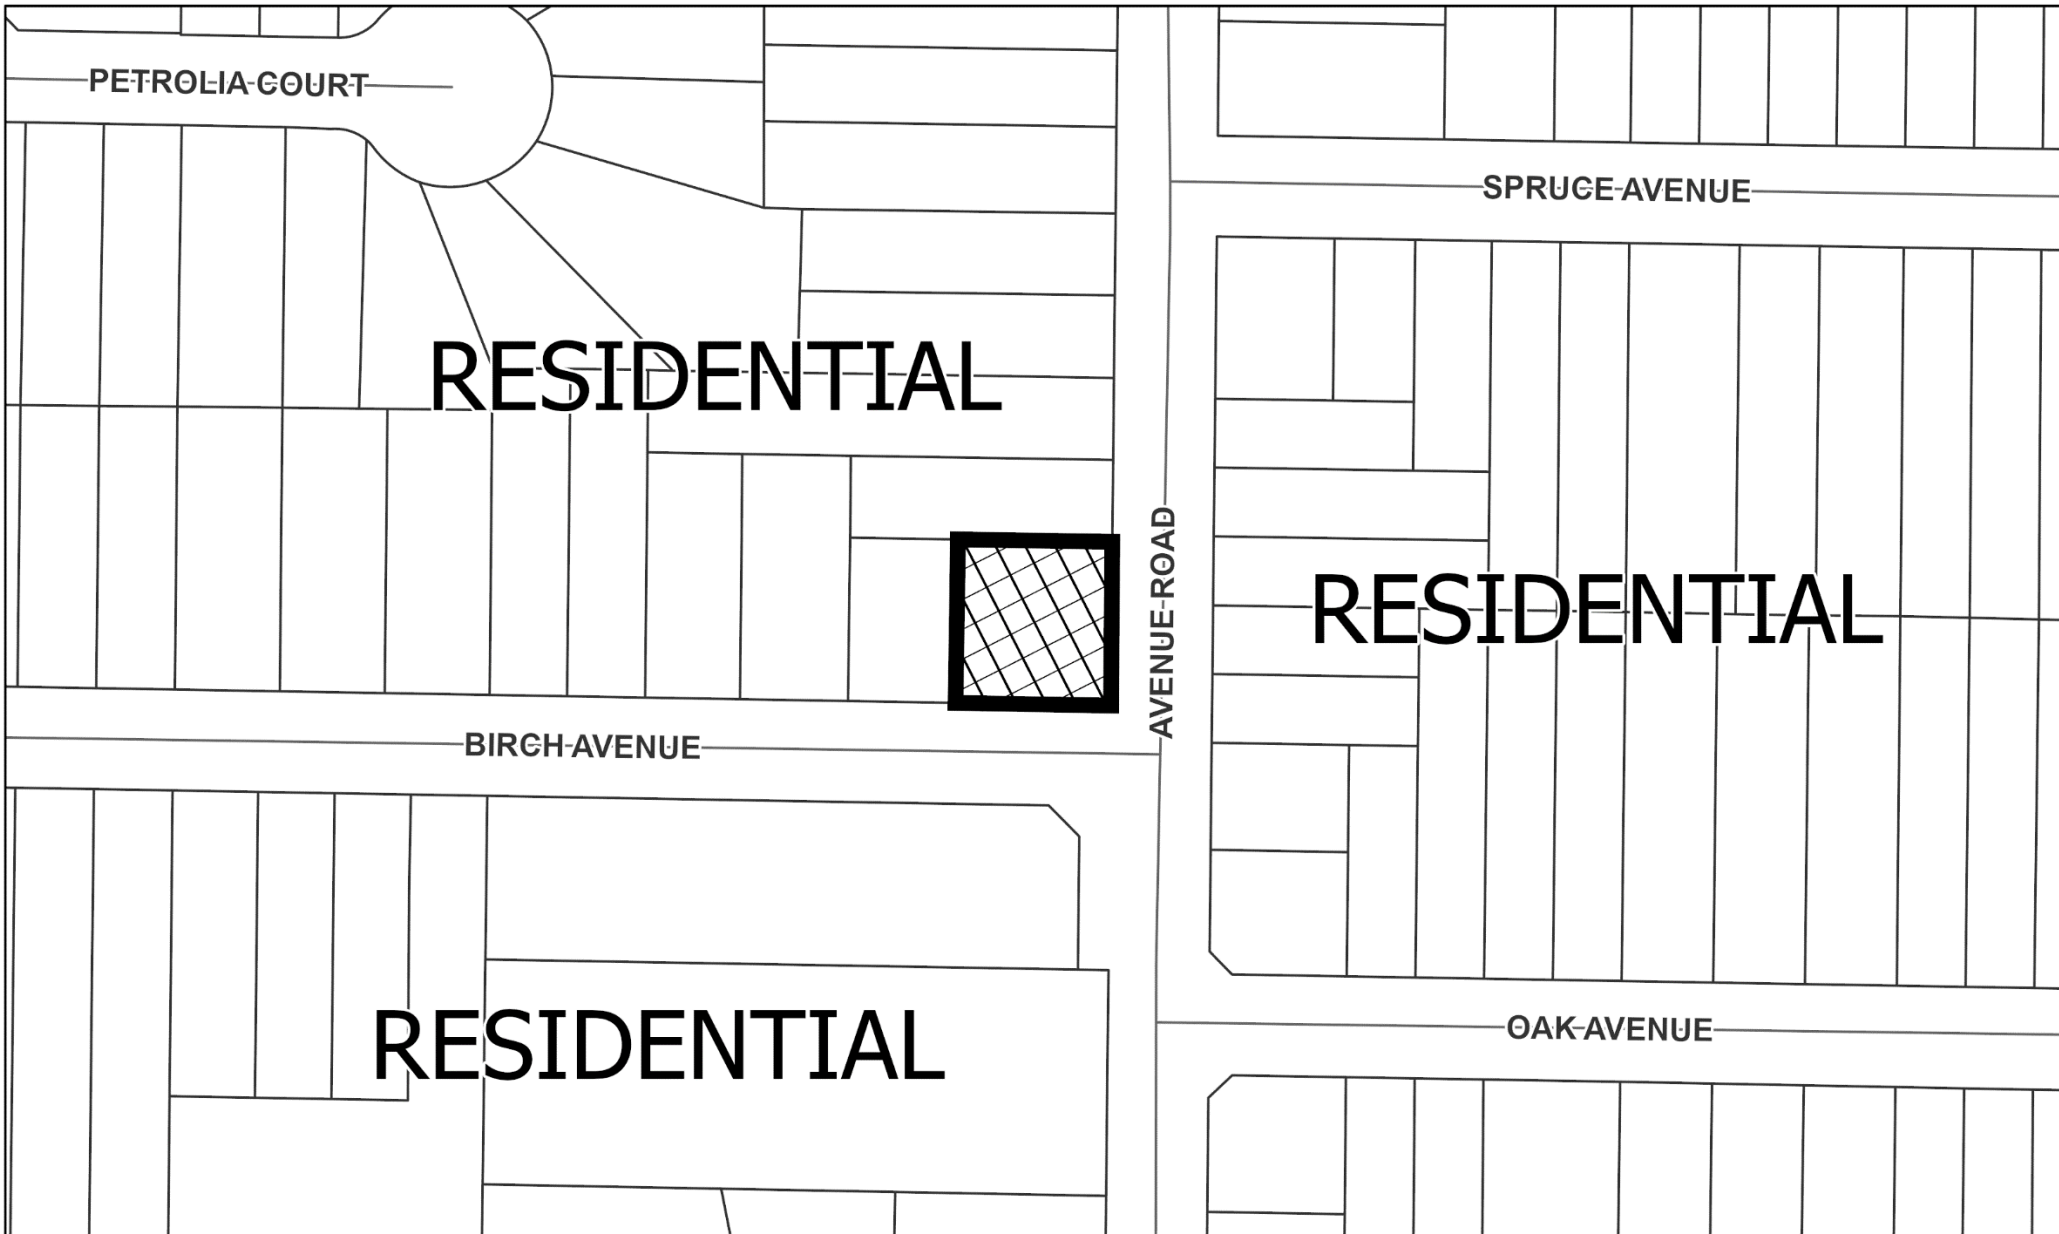 PETROLIA COURT
SPRUCE AVENUE
RESIDENTIAL
AVENUE ROAD
RESIDENTIAL
BIRCH AVENUE
OAK AVENUE
RESIDENTIAL